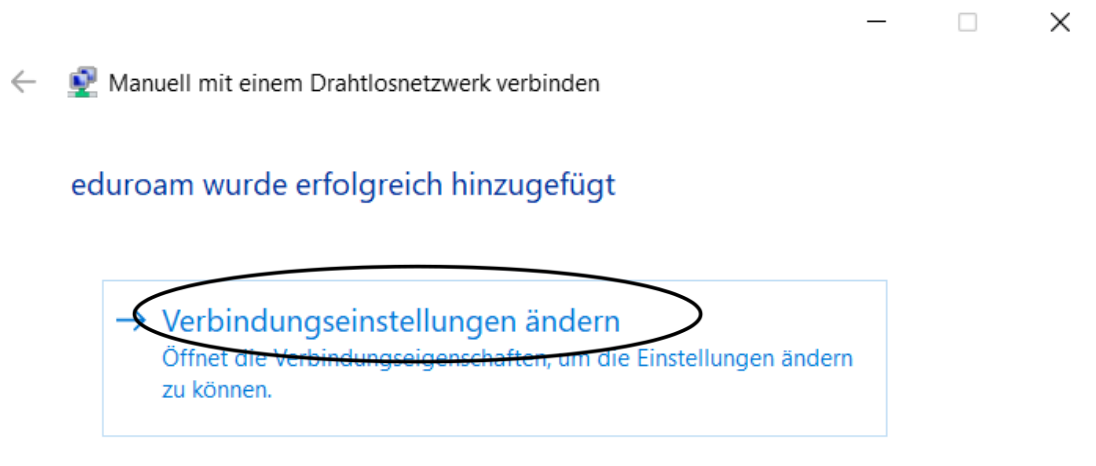 Manuell mit einem Drahtlosnetzwerk verbinden
eduroam wurde erfolgreich hinzugefügt
Verbindungseinstellungen ändern
Öffnet die Verbindungseigenschaften, um die Einstellungen ändern
zu können.